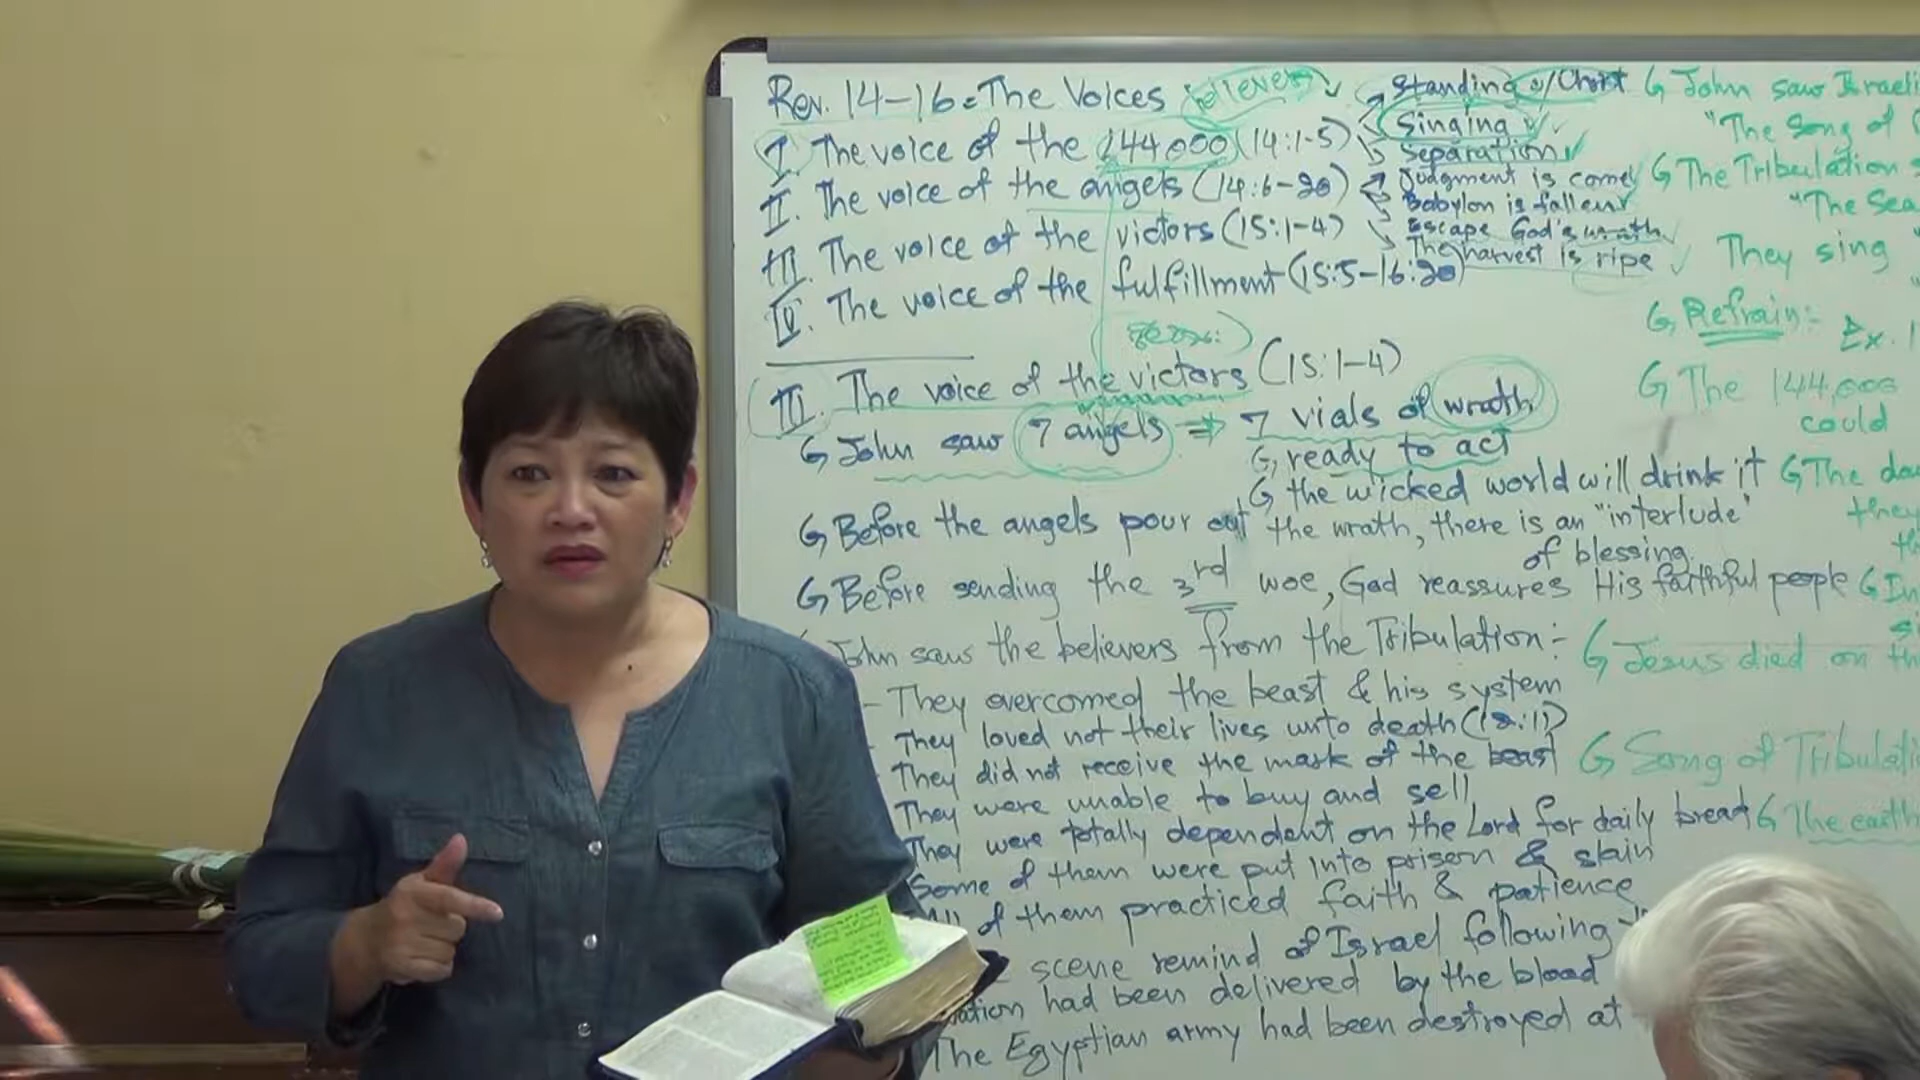 Rev. 14-16 = The Voices believers
I. The voice of the 144,000 (14:1-5)
Standing w/Christ
Singing
Separation
II. The voice of the angels (14:6-20)
Judgment is come
Babylon is fallen
Escape God's wrath
The harvest is ripe
III. The voice of the victors (15:1-4)
IV. The voice of the fulfillment (15:5-16:20)
III. The voice of the victors (15:1-4)
John saw 7 angels ⇒ 7 vials of wrath
ready to act
the wicked world will drink it
Before the angels pour out the wrath, there is an "interlude"
of blessing.
Before sending the 3rd woe, God reassures His faithful people
John saw the believers from the Tribulation:-
- They overcomed the beast & his system
- They loved not their lives unto death (12:11)
- They did not receive the mark of the beast
They were unable to buy and sell
They were totally dependent on the Lord for daily bread
Some of them were put into prison & slain
All of them practiced faith & patience
scene remind of Israel following
had been delivered by the blood
The Egyptian army had been destroyed at
John saw Israeli
"The Song of
The Tribulation
"The Sea
They sing
Refrain:- Ex. 1
The 144,000
could
The
they
In
Jesus died on
Song of Tribulati
The earth